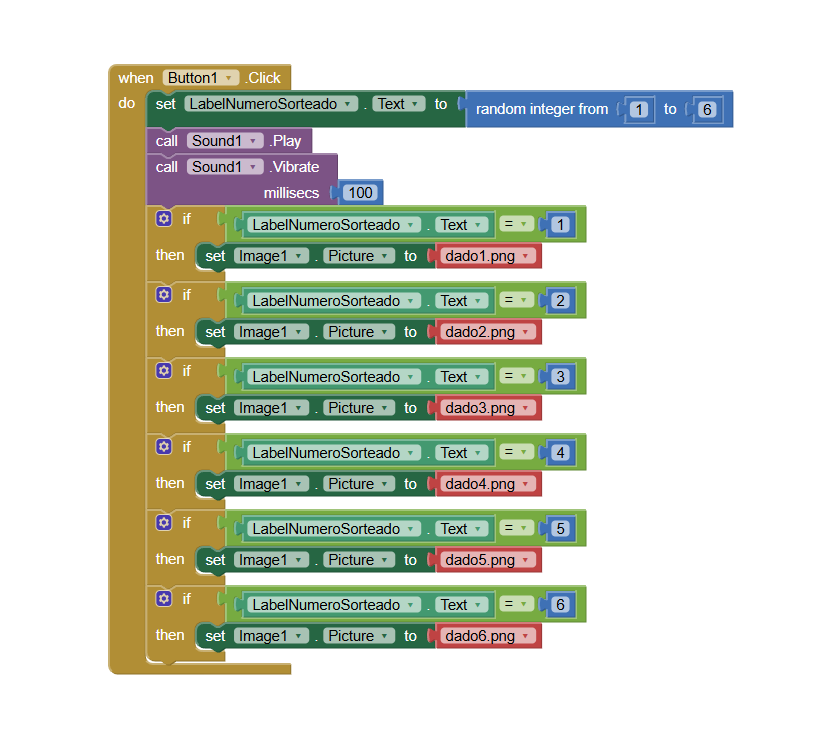 when Button1 .Click
do set LabelNumeroSorteado . Text to random integer from 1 to 6
call Sound1 .Play
call Sound1 .Vibrate
millisecs 100
if LabelNumeroSorteado . Text = 1
then set Image1 . Picture to dado1.png
if LabelNumeroSorteado . Text = 2
then set Image1 . Picture to dado2.png
if LabelNumeroSorteado . Text = 3
then set Image1 . Picture to dado3.png
if LabelNumeroSorteado . Text = 4
then set Image1 . Picture to dado4.png
if LabelNumeroSorteado . Text = 5
then set Image1 . Picture to dado5.png
if LabelNumeroSorteado . Text = 6
then set Image1 . Picture to dado6.png